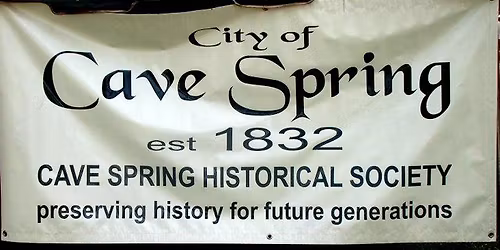 City of
Cave Spring
est 1832
CAVE SPRING HISTORICAL SOCIETY
preserving history for future generations